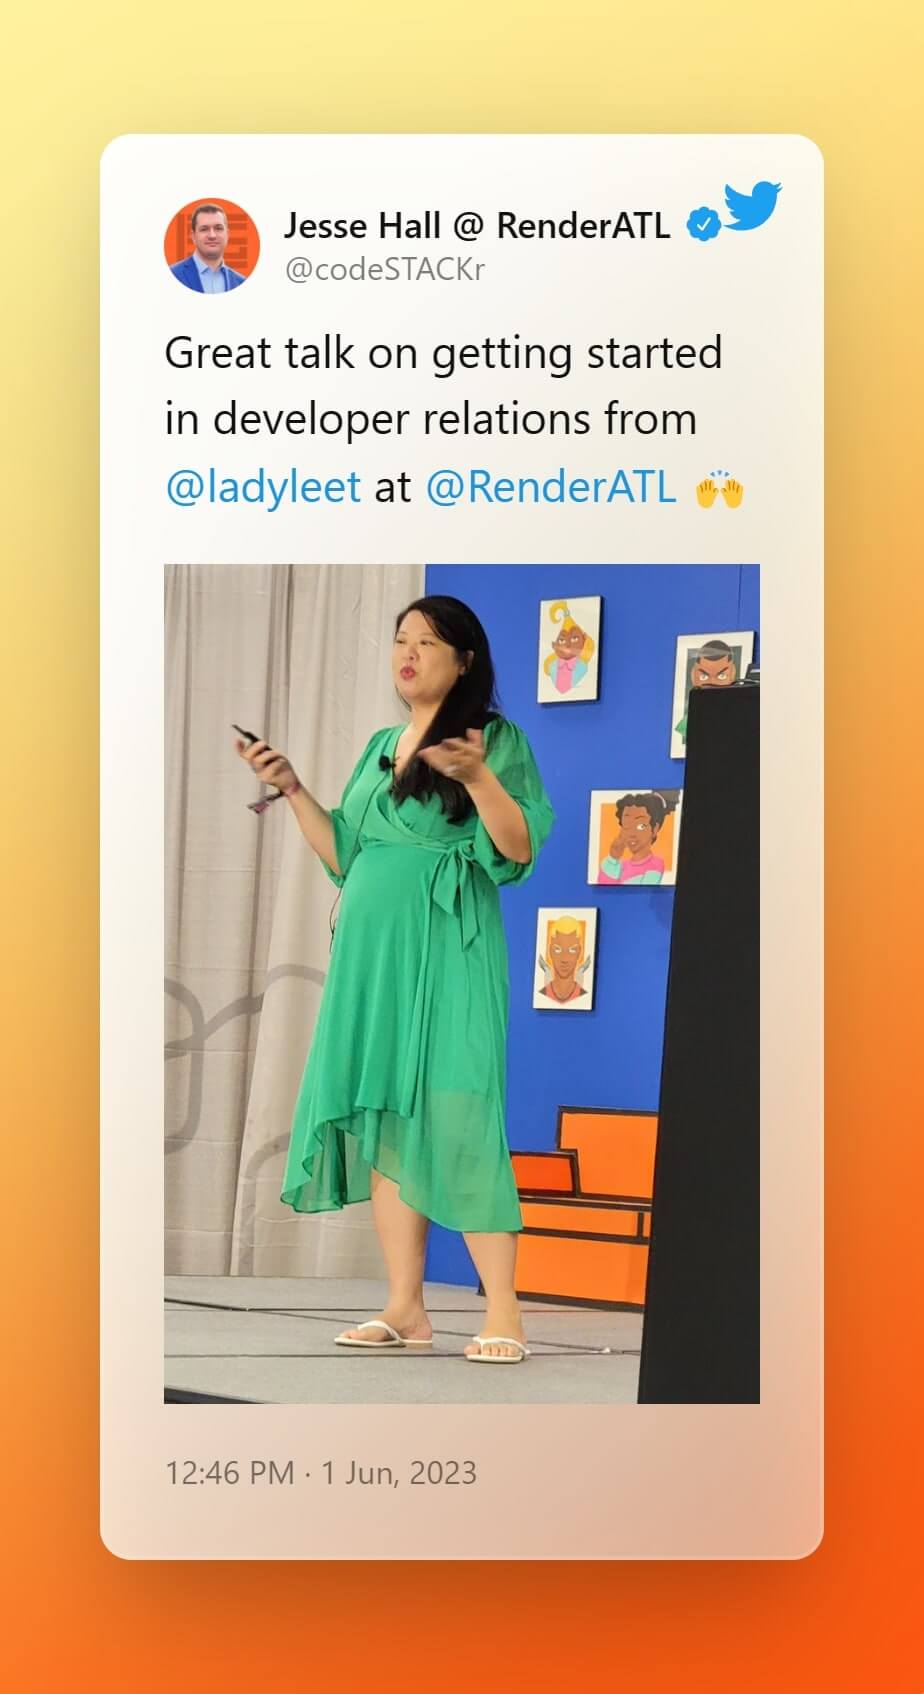 Jesse Hall @ RenderATL
@codeSTACKr
Great talk on getting started
in developer relations from
@ladyleet at @RenderATL 🙌
12:46 PM · 1 Jun, 2023